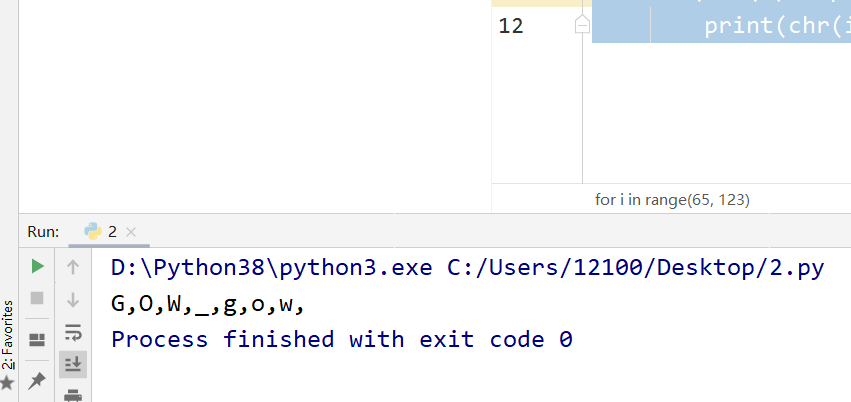 12 print(chr(i
for i in range(65, 123)
Run: 2
D:\Python38\python3.exe C:/Users/12100/Desktop/2.py
G,O,W,_,g,o,w,
Process finished with exit code 0
2: Favorites